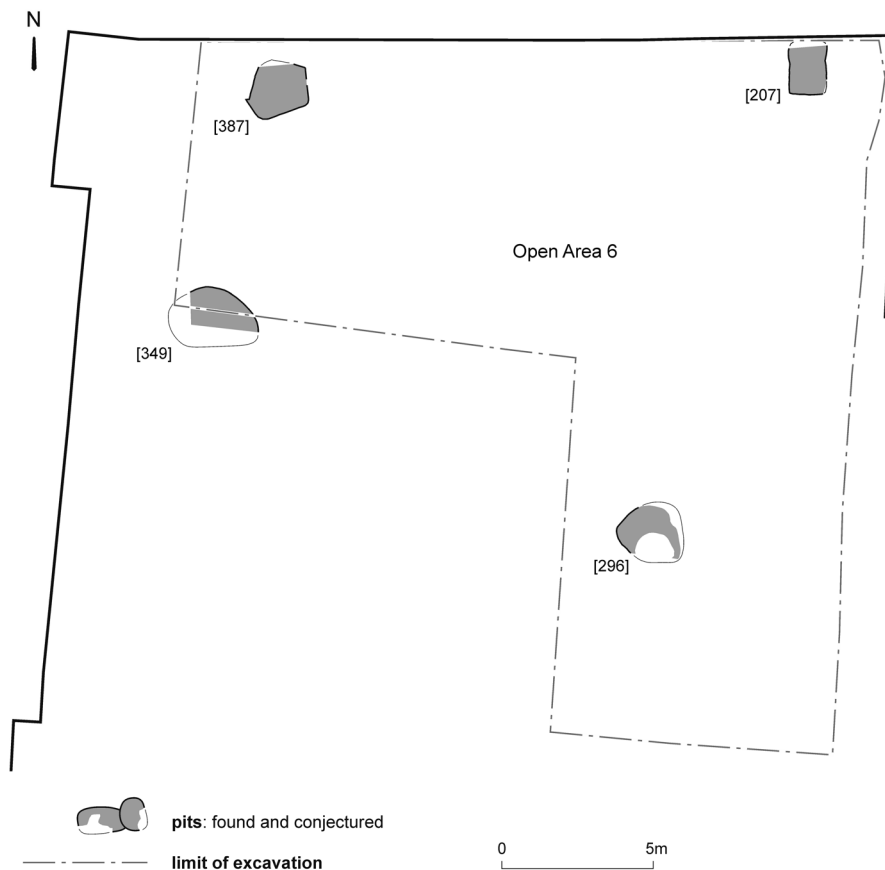 N
[387]
[207]
Open Area 6
[349]
[296]
pits: found and conjectured
limit of excavation
0 5m